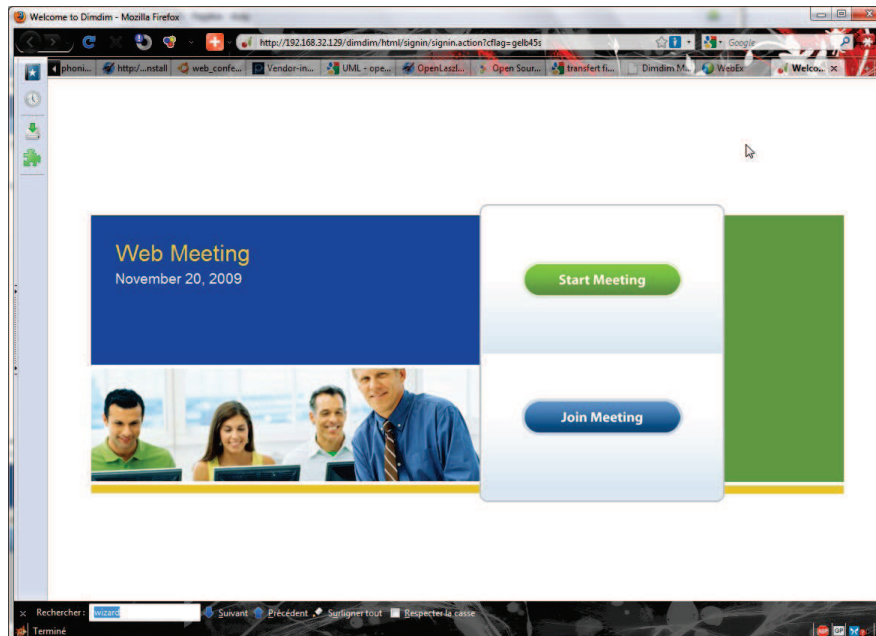 Welcome to Dimdim - Mozilla Firefox
http://192.168.32.129/dimdim/html/signin/signin.action?cflag=gelb45s
Google
phoni... http:/...nstall web_confe... Vendor-in... UML - ope... OpenLaszl... Open Sour... transfert fi... Dimdim M... WebEx Welco...
Web Meeting
November 20, 2009
Start Meeting
Join Meeting
Rechercher: wizard Suivant Précédent Surligner tout Respecter la casse
Terminé